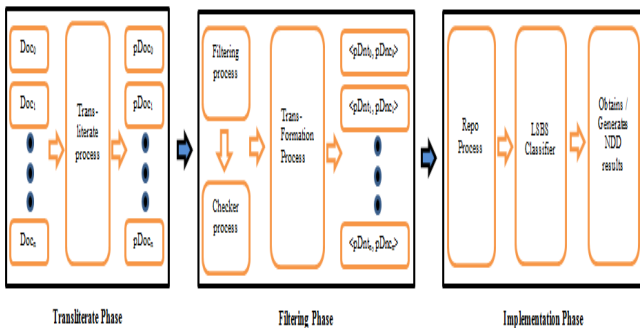 Doc₀
Doc₁
Docₙ
Trans-
literate
process
pDoc₀
pDoc₁
pDocₙ
Transliterate Phase
Filtering
process
Checker
process
Trans-
Formation
Process
<pDnt₀, pDnc₀>
<pDnt₁, pDnc₁>
<pDntₙ, pDncₙ>
Filtering Phase
Repo
Process
LSBS
Classifier
Obtains /
Generates
NDD
results
Implementation Phase